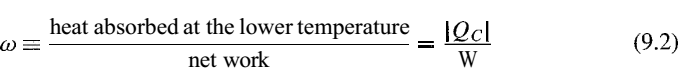 ω ≡ heat absorbed at the lower temperature / net work = |Q_C| / W (9.2)